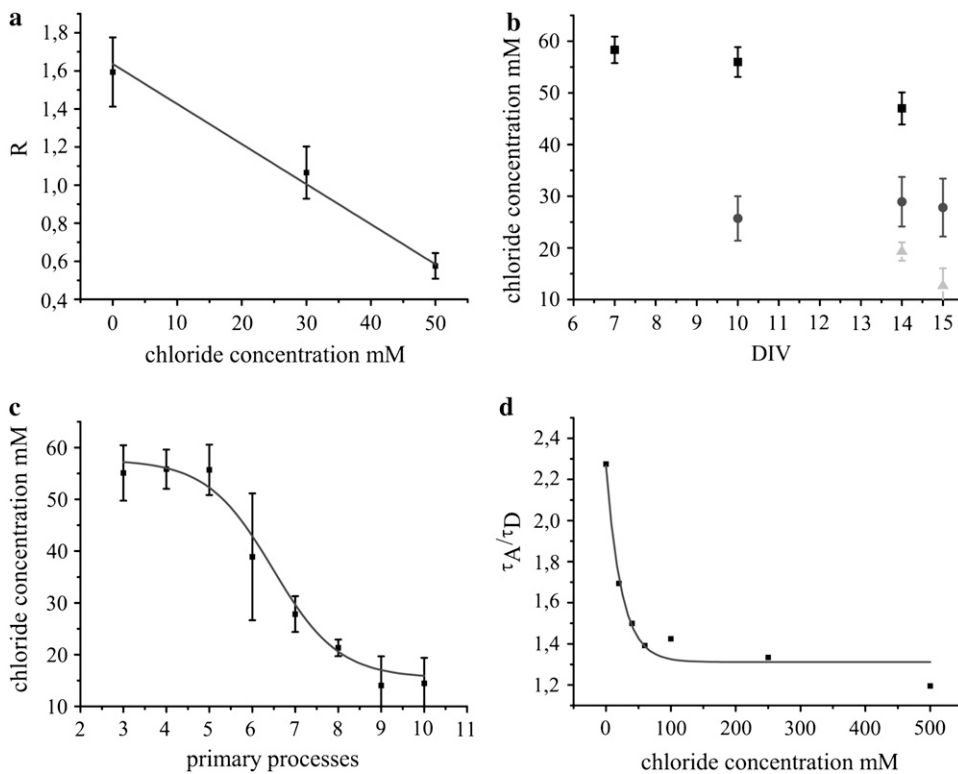 a
1,8
1,6
1,4
1,2
1,0
0,8
0,6
0,4
R
0 10 20 30 40 50
chloride concentration mM
b
60
50
40
30
20
10
chloride concentration mM
6 7 8 9 10 11 12 13 14 15
DIV
c
70
60
50
40
30
20
10
chloride concentration mM
2 3 4 5 6 7 8 9 10 11
primary processes
d
2,4
2,2
2,0
1,8
1,6
1,4
1,2
τA/τD
0 100 200 300 400 500
chloride concentration mM